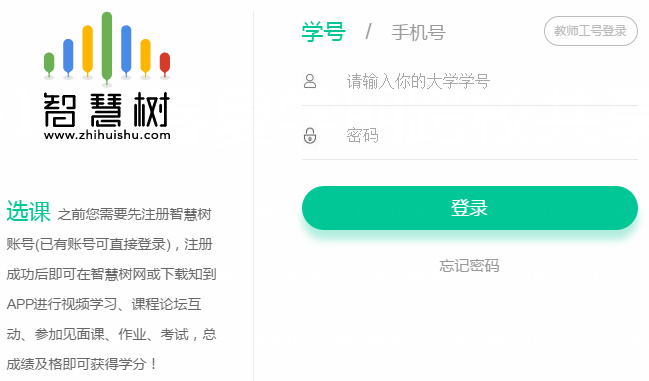 智慧树
www.zhihuishu.com
选课 之前您需要先注册智慧树
账号(已有账号可直接登录)，注册
成功后即可在智慧树网或下载知到
APP进行视频学习、课程论坛互
动、参加见面课、作业、考试，总
成绩及格即可获得学分！
学号 / 手机号 教师工号登录
请输入你的大学学号
密码
登录
忘记密码